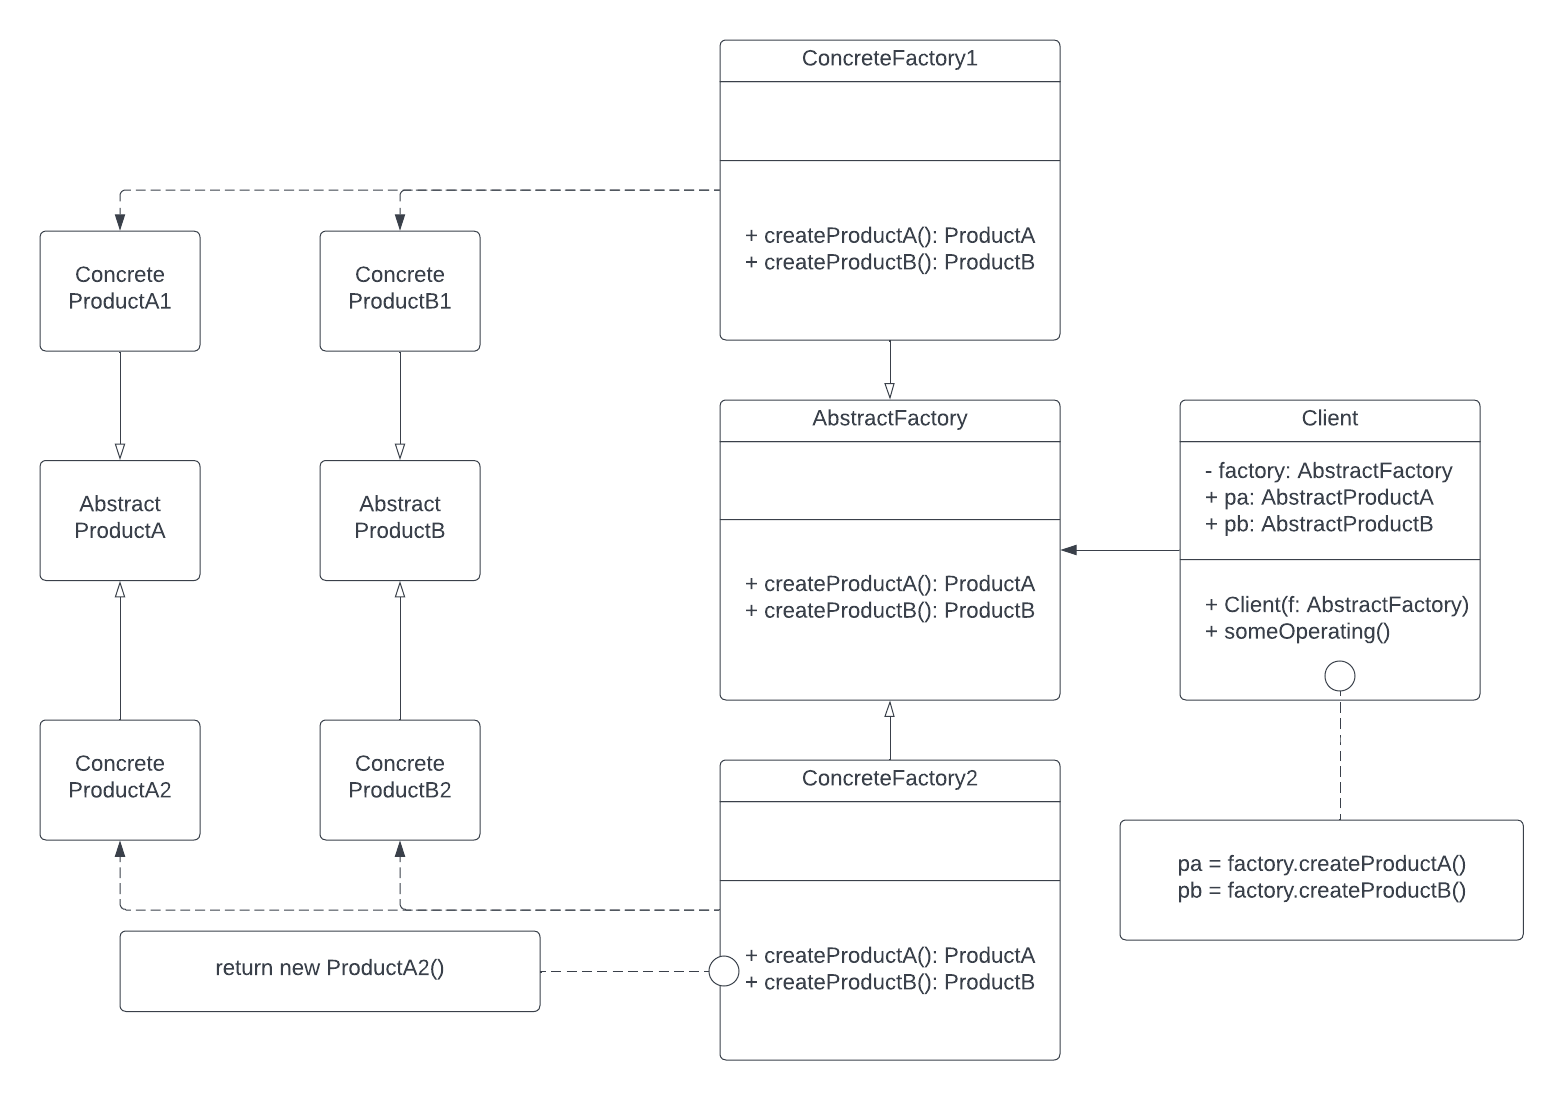 ConcreteFactory1
+ createProductA(): ProductA
+ createProductB(): ProductB
Concrete
ProductA1
Concrete
ProductB1
Abstract
ProductA
Abstract
ProductB
AbstractFactory
+ createProductA(): ProductA
+ createProductB(): ProductB
Client
- factory: AbstractFactory
+ pa: AbstractProductA
+ pb: AbstractProductB
+ Client(f: AbstractFactory)
+ someOperating()
Concrete
ProductA2
Concrete
ProductB2
ConcreteFactory2
+ createProductA(): ProductA
+ createProductB(): ProductB
return new ProductA2()
pa = factory.createProductA()
pb = factory.createProductB()